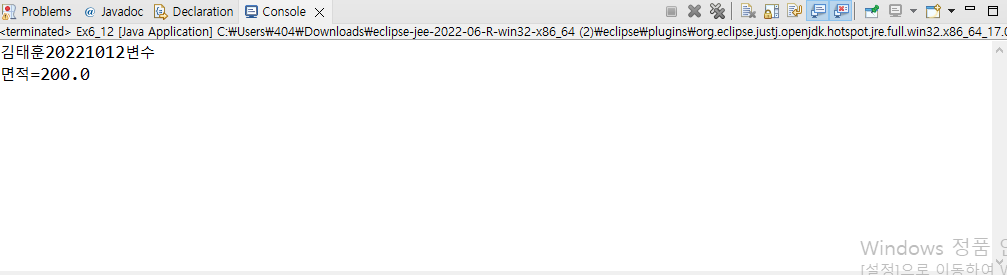 Problems @ Javadoc Declaration Console
<terminated> Ex6_12 [Java Application] C:₩Users₩404₩Downloads₩eclipse-jee-2022-06-R-win32-x86_64 (2)₩eclipse₩plugins₩org.eclipse.justj.openjdk.hotspot.jre.full.win32.x86_64_17.0
김태훈20221012변수
면적=200.0
Windows 정품
[설정]으로 이동하여